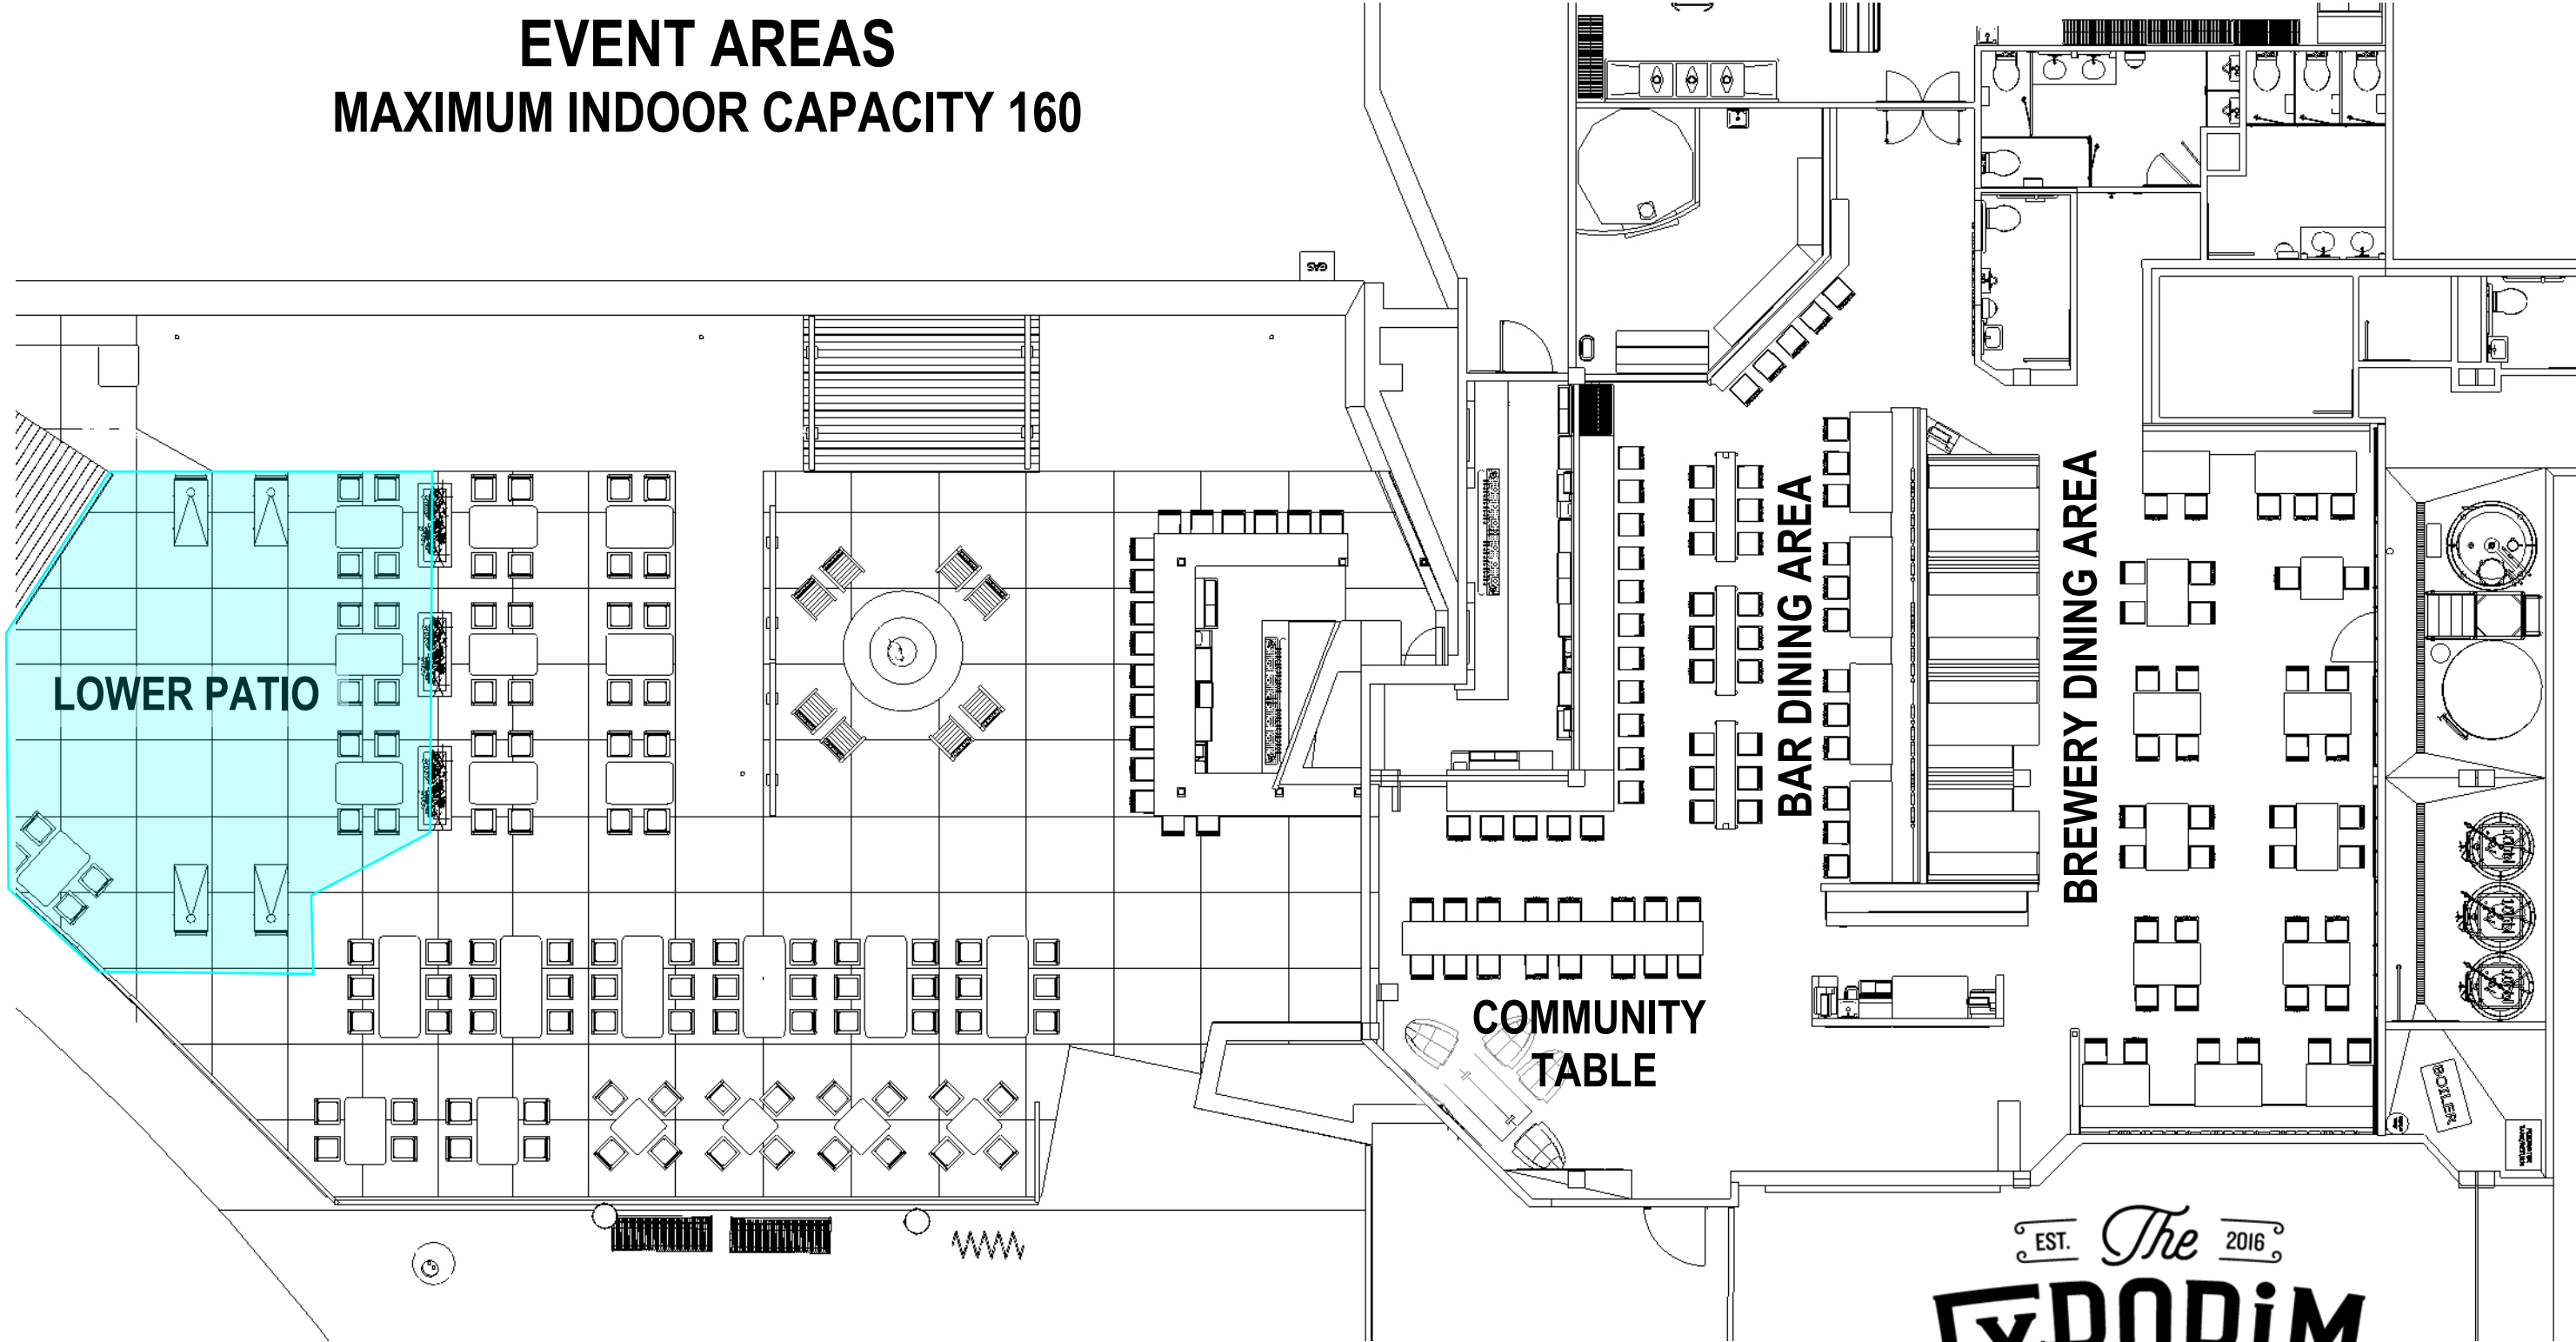 EVENT AREAS
MAXIMUM INDOOR CAPACITY 160
GAS
LOWER PATIO
BAR DINING AREA
BREWERY DINING AREA
COMMUNITY
TABLE
BOILER
EST. The 2016